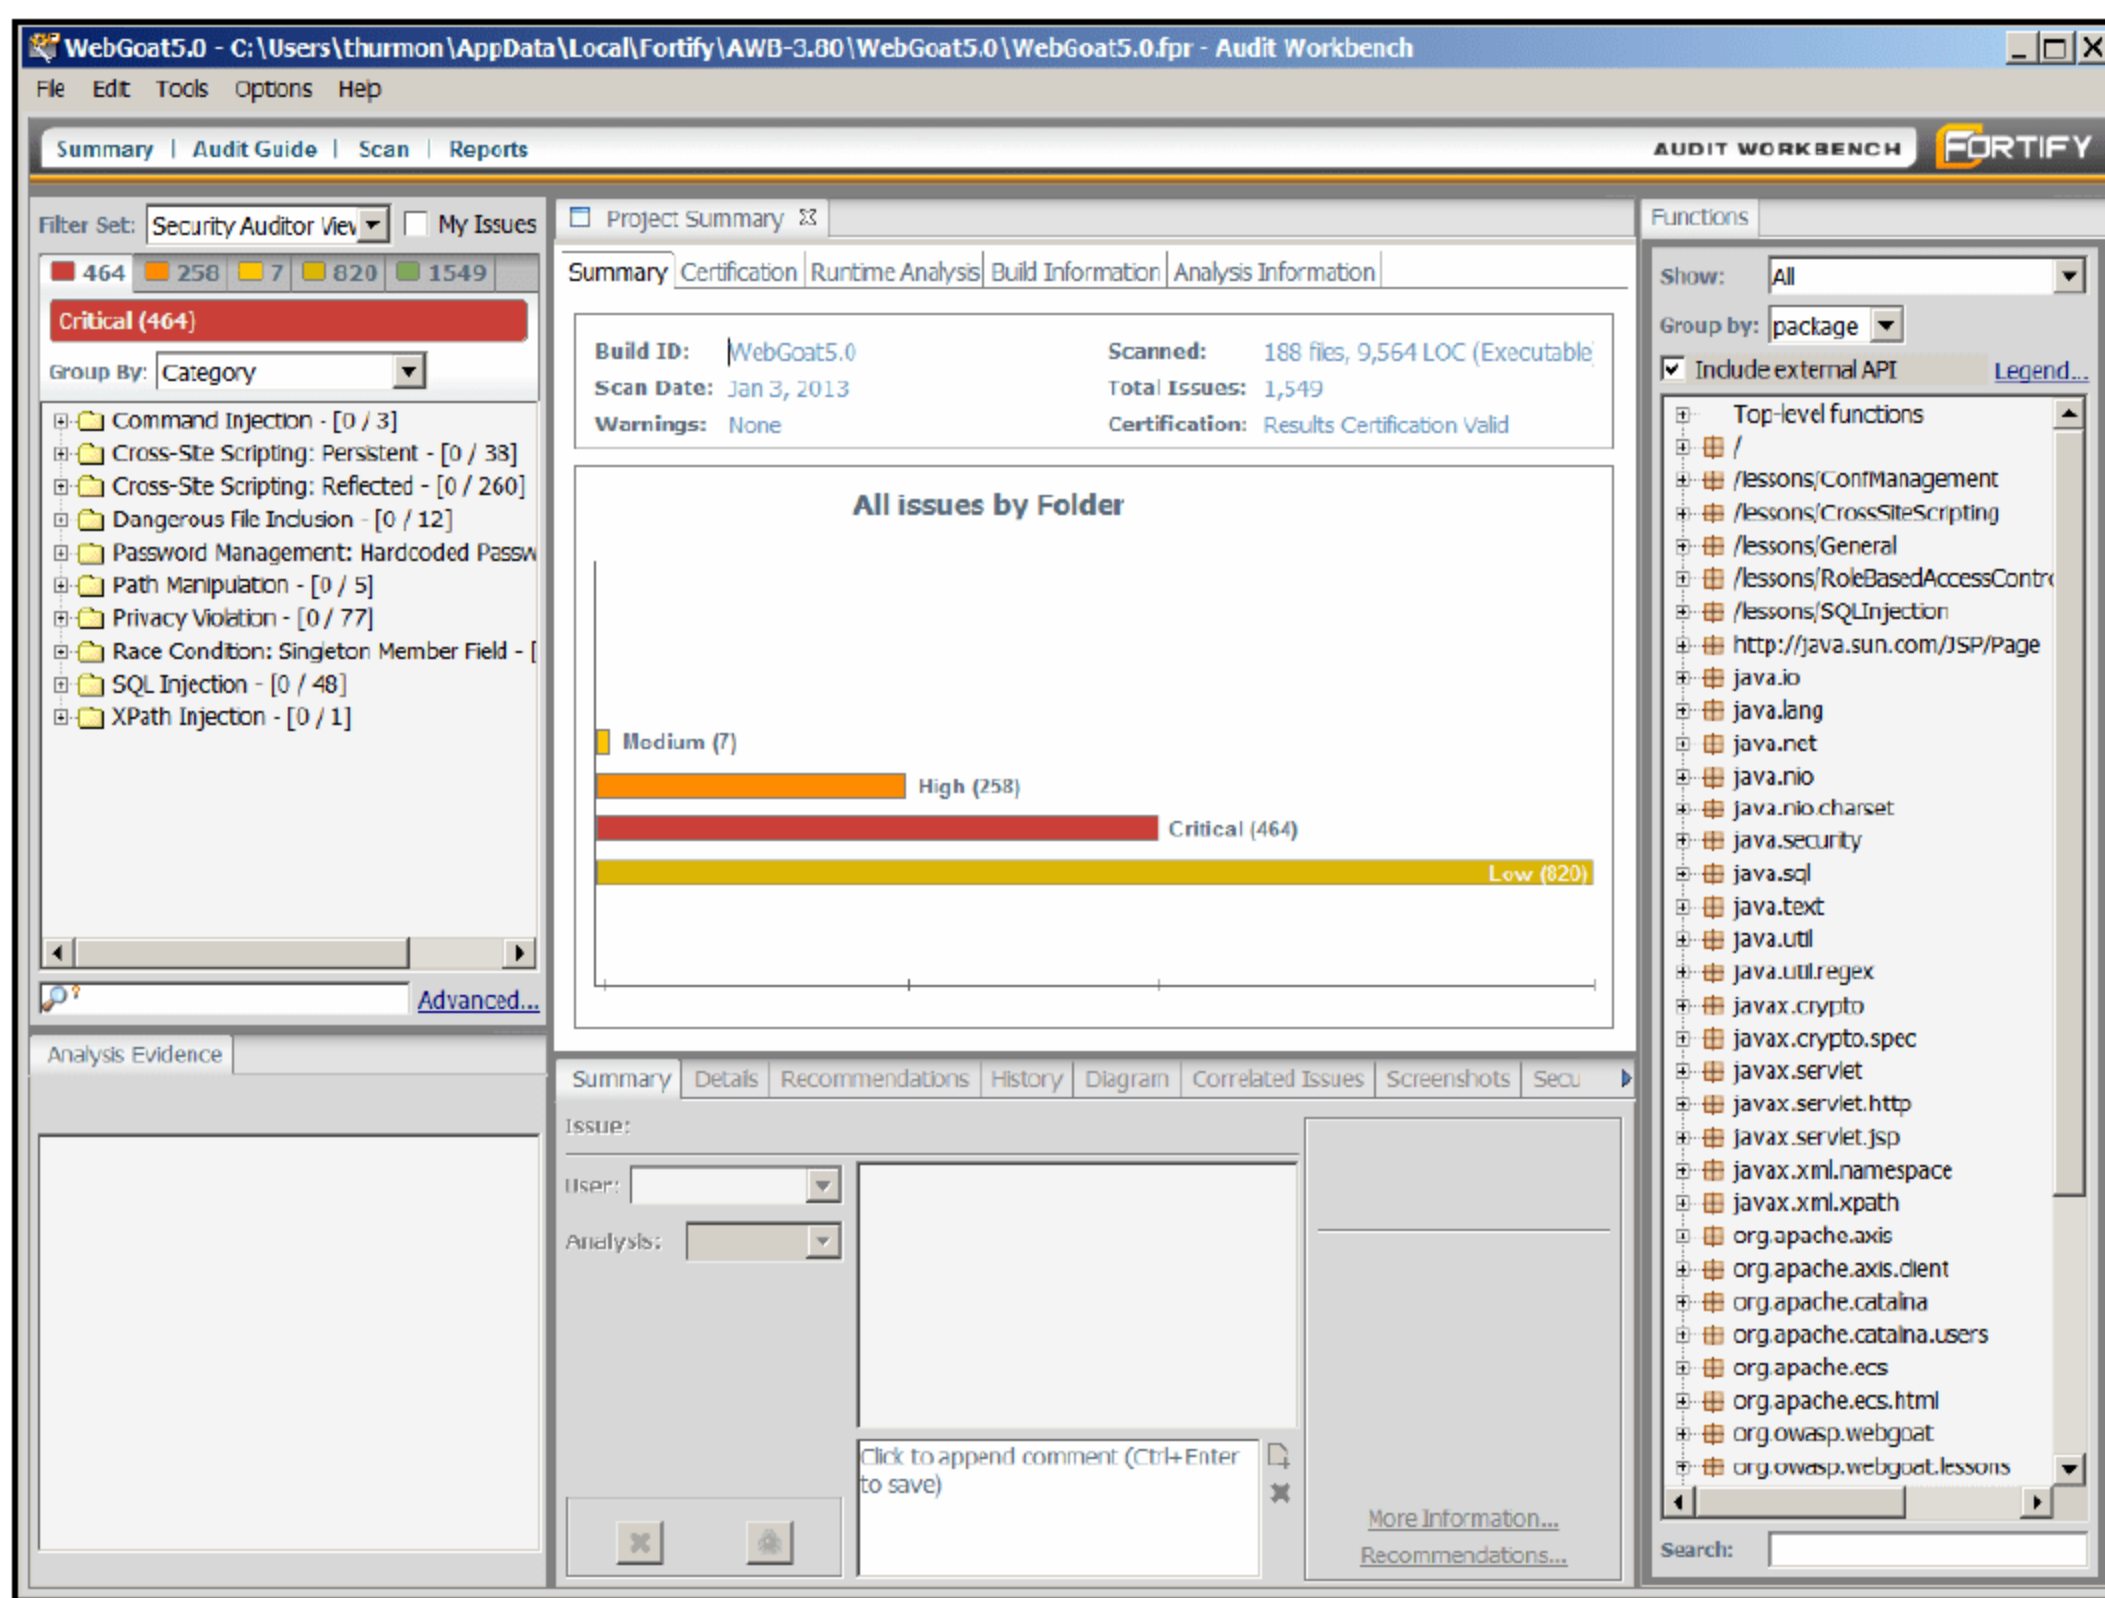 WebGoat5.0 - C:\Users\thurmon\AppData\Local\Fortify\AWB-3.80\WebGoat5.0\WebGoat5.0.fpr - Audit Workbench
File Edit Tools Options Help
Summary | Audit Guide | Scan | Reports
AUDIT WORKBENCH FORTIFY
Filter Set: Security Auditor View My Issues
464 258 7 820 1549
Critical (464)
Group By: Category
Command Injection - [0 / 3]
Cross-Site Scripting: Persistent - [0 / 38]
Cross-Site Scripting: Reflected - [0 / 260]
Dangerous File Inclusion - [0 / 12]
Password Management: Hardcoded Passw
Path Manipulation - [0 / 5]
Privacy Violation - [0 / 77]
Race Condition: Singleton Member Field - [
SQL Injection - [0 / 48]
XPath Injection - [0 / 1]
Advanced...
Analysis Evidence
Project Summary
Summary Certification Runtime Analysis Build Information Analysis Information
Build ID: WebGoat5.0
Scanned: 188 files, 9,564 LOC (Executable)
Scan Date: Jan 3, 2013
Total Issues: 1,549
Warnings: None
Certification: Results Certification Valid
All issues by Folder
Medium (7)
High (258)
Critical (464)
Low (820)
Summary Details Recommendations History Diagram Correlated Issues Screenshots Secu
Issue:
User:
Analysis:
Click to append comment (Ctrl+Enter
to save)
More Information...
Recommendations...
Functions
Show: All
Group by: package
Include external API Legend...
Top-level functions
/
/lessons/ConfManagement
/lessons/CrossSiteScripting
/lessons/General
/lessons/RoleBasedAccessContro
/lessons/SQLInjection
http://java.sun.com/JSP/Page
java.io
java.lang
java.net
java.nio
java.nio.charset
java.security
java.sql
java.text
java.util
java.util.regex
javax.crypto
javax.crypto.spec
javax.servlet
javax.servlet.http
javax.servlet.jsp
javax.xml.namespace
javax.xml.xpath
org.apache.axis
org.apache.axis.client
org.apache.catalina
org.apache.catalina.users
org.apache.ecs
org.apache.ecs.html
org.owasp.webgoat
org.owasp.webgoat.lessons
Search: